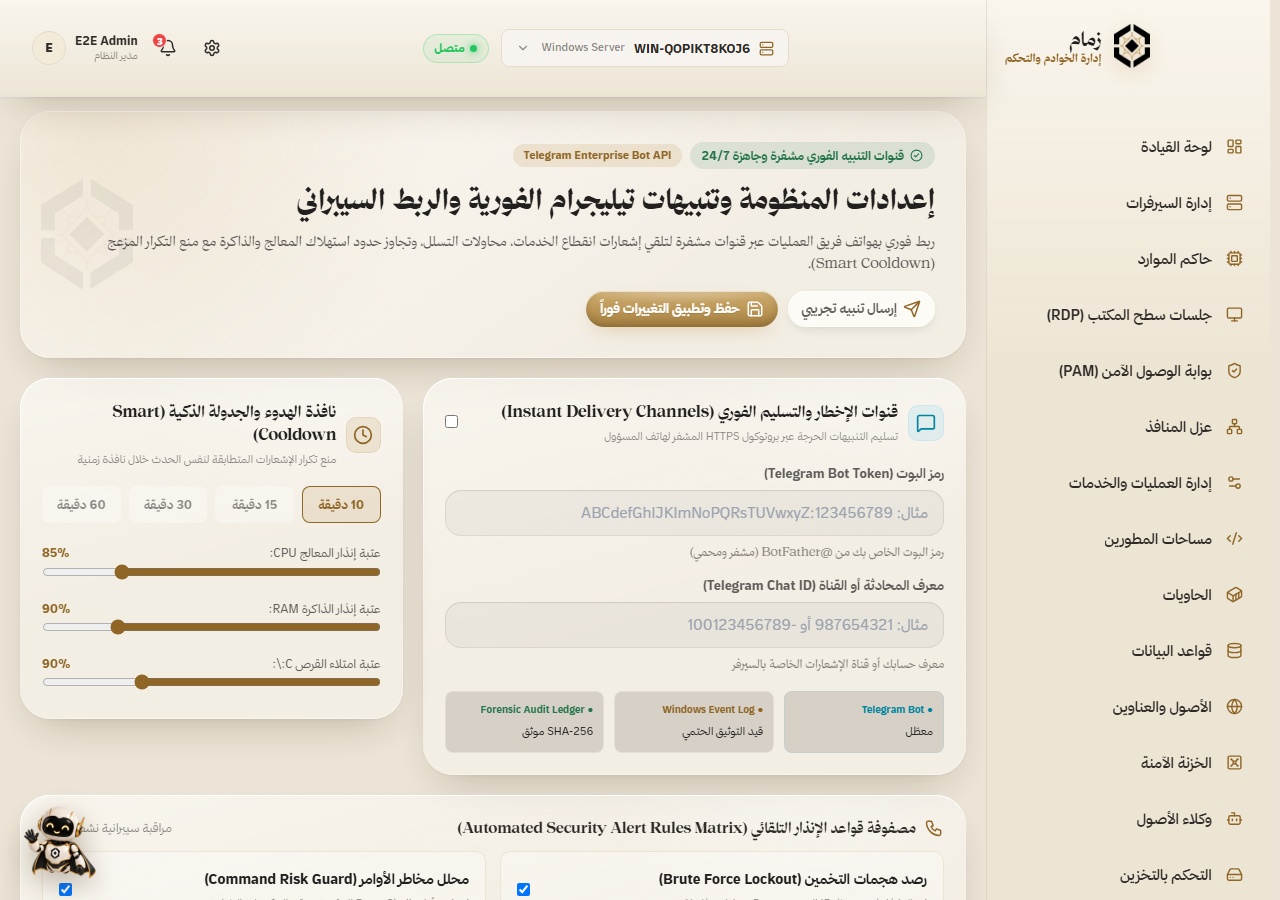 زمام
إدارة الخوادم والتحكم
WIN-QOPIKT8KOJ6 Windows Server
متصل
3
E2E Admin
مدير النظام
E
لوحة القيادة
إدارة السيرفرات
حاكم الموارد
جلسات سطح المكتب (RDP)
بوابة الوصول الآمن (PAM)
عزل المنافذ
إدارة العمليات والخدمات
مساحات المطورين
الحاويات
قواعد البيانات
الأصول والعناوين
الخزنة الآمنة
وكلاء الأصول
التحكم بالتخزين
قنوات التنبيه الفوري مشفرة وجاهزة 24/7
Telegram Enterprise Bot API
إعدادات المنظومة وتنبيهات تيليجرام الفورية والربط السيبراني
ربط فوري بهواتف فريق العمليات عبر قنوات مشفرة لتلقي إشعارات انقطاع الخدمات، محاولات التسلل، وتجاوز حدود استهلاك المعالج والذاكرة مع منع التكرار المزعج
(Smart Cooldown).
إرسال تنبيه تجريبي
حفظ وتطبيق التغييرات فوراً
قنوات الإخطار والتسليم الفوري (Instant Delivery Channels)
تسليم التنبيهات الحرجة عبر بروتوكول HTTPS المشفر لهاتف المسؤول
رمز البوت (Telegram Bot Token)
مثال: 123456789:ABCdefGhIJKlmNoPQRsTUVwxyZ
رمز البوت الخاص بك من @BotFather (مشفر ومحمي)
معرف المحادثة أو القناة (Telegram Chat ID)
مثال: 987654321 أو -100123456789
معرف حسابك أو قناة الإشعارات الخاصة بالسيرفر
● Telegram Bot
معطل
● Windows Event Log
قيد التوثيق الحتمي
● Forensic Audit Ledger
SHA-256 موثق
نافذة الهدوء والجدولة الذكية (Smart
Cooldown)
منع تكرار الإشعارات المتطابقة لنفس الحدث خلال نافذة زمنية
10 دقيقة
15 دقيقة
30 دقيقة
60 دقيقة
عتبة إنذار المعالج CPU:
85%
عتبة إنذار الذاكرة RAM:
90%
عتبة امتلاء القرص C:\:
90%
مصفوفة قواعد الإنذار التلقائي (Automated Security Alert Rules Matrix)
مراقبة سيبرانية
رصد هجمات التخمين (Brute Force Lockout)
محلل مخاطر الأوامر (Command Risk Guard)